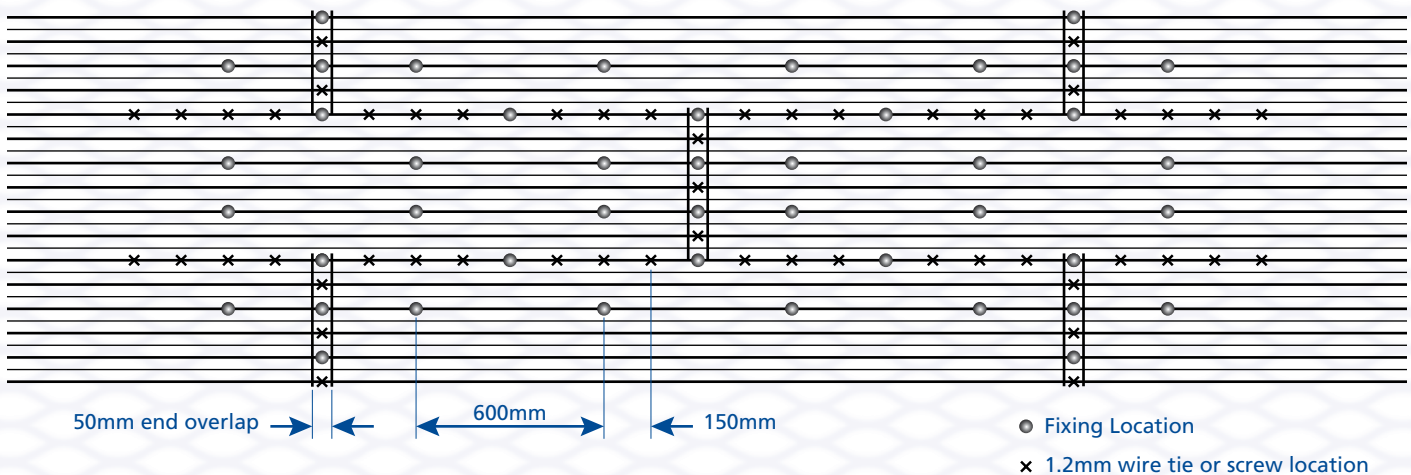 50mm end overlap
600mm
150mm
Fixing Location
1.2mm wire tie or screw location